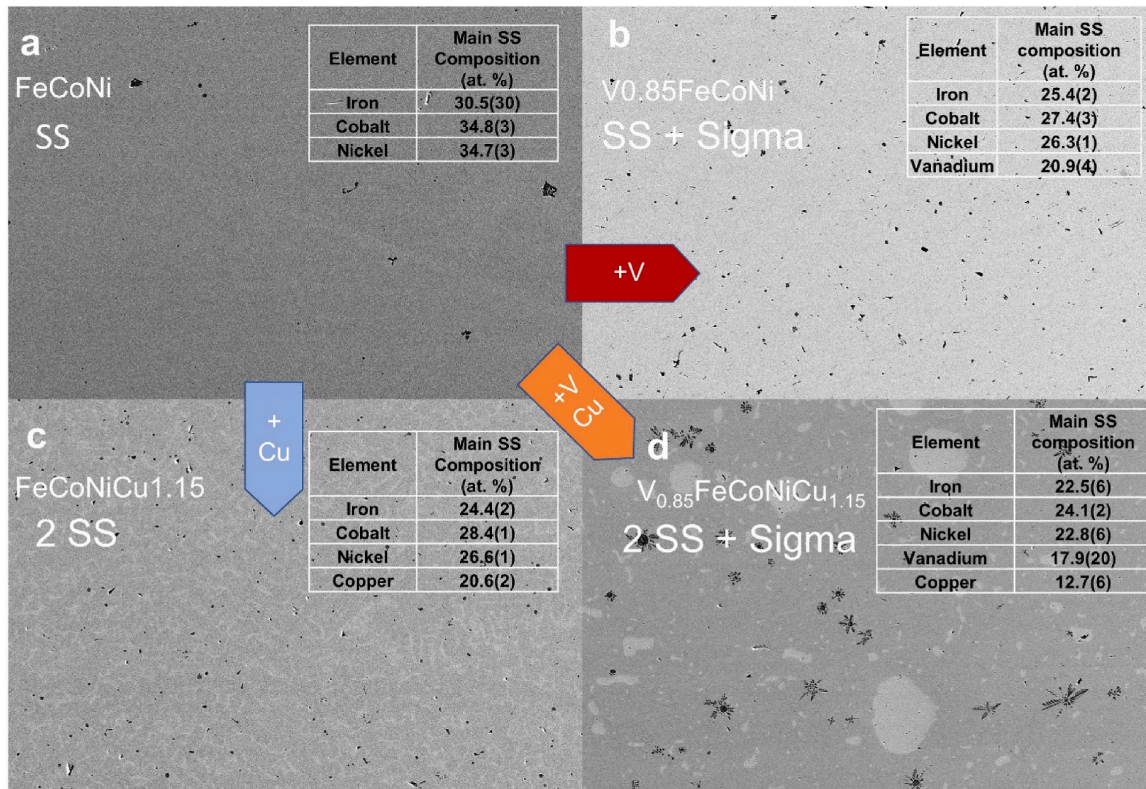 a
FeCoNi
SS
Element Main SS Composition (at. %)
Iron 30.5(30)
Cobalt 34.8(3)
Nickel 34.7(3)
b
V0.85FeCoNi
SS + Sigma
Element Main SS composition (at. %)
Iron 25.4(2)
Cobalt 27.4(3)
Nickel 26.3(1)
Vanadium 20.9(4)
+V
+
Cu
+V
Cu
c
FeCoNiCu1.15
2 SS
Element Main SS Composition (at. %)
Iron 24.4(2)
Cobalt 28.4(1)
Nickel 26.6(1)
Copper 20.6(2)
d
V0.85FeCoNiCu1.15
2 SS + Sigma
Element Main SS composition (at. %)
Iron 22.5(6)
Cobalt 24.1(2)
Nickel 22.8(6)
Vanadium 17.9(20)
Copper 12.7(6)